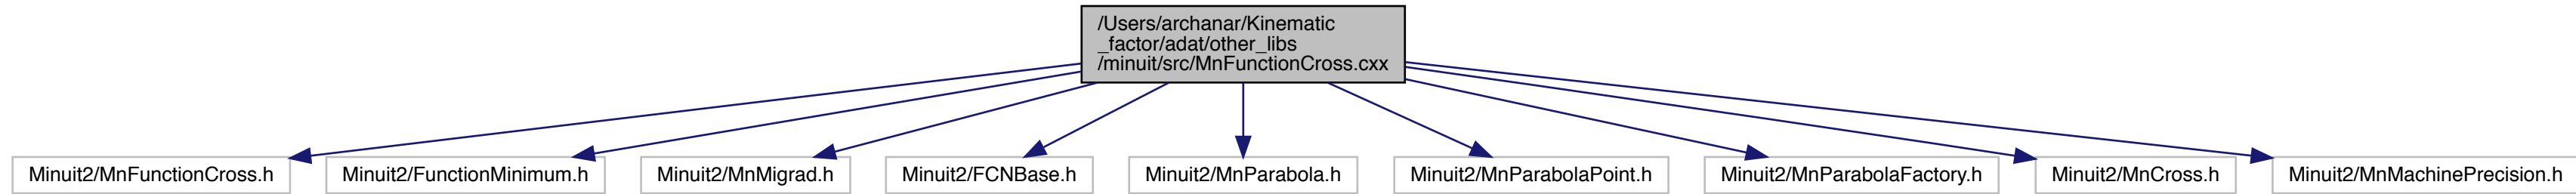 /Users/archanar/Kinematic
_factor/adat/other_libs
/minuit/src/MnFunctionCross.cxx
Minuit2/MnFunctionCross.h
Minuit2/FunctionMinimum.h
Minuit2/MnMigrad.h
Minuit2/FCNBase.h
Minuit2/MnParabola.h
Minuit2/MnParabolaPoint.h
Minuit2/MnParabolaFactory.h
Minuit2/MnCross.h
Minuit2/MnMachinePrecision.h